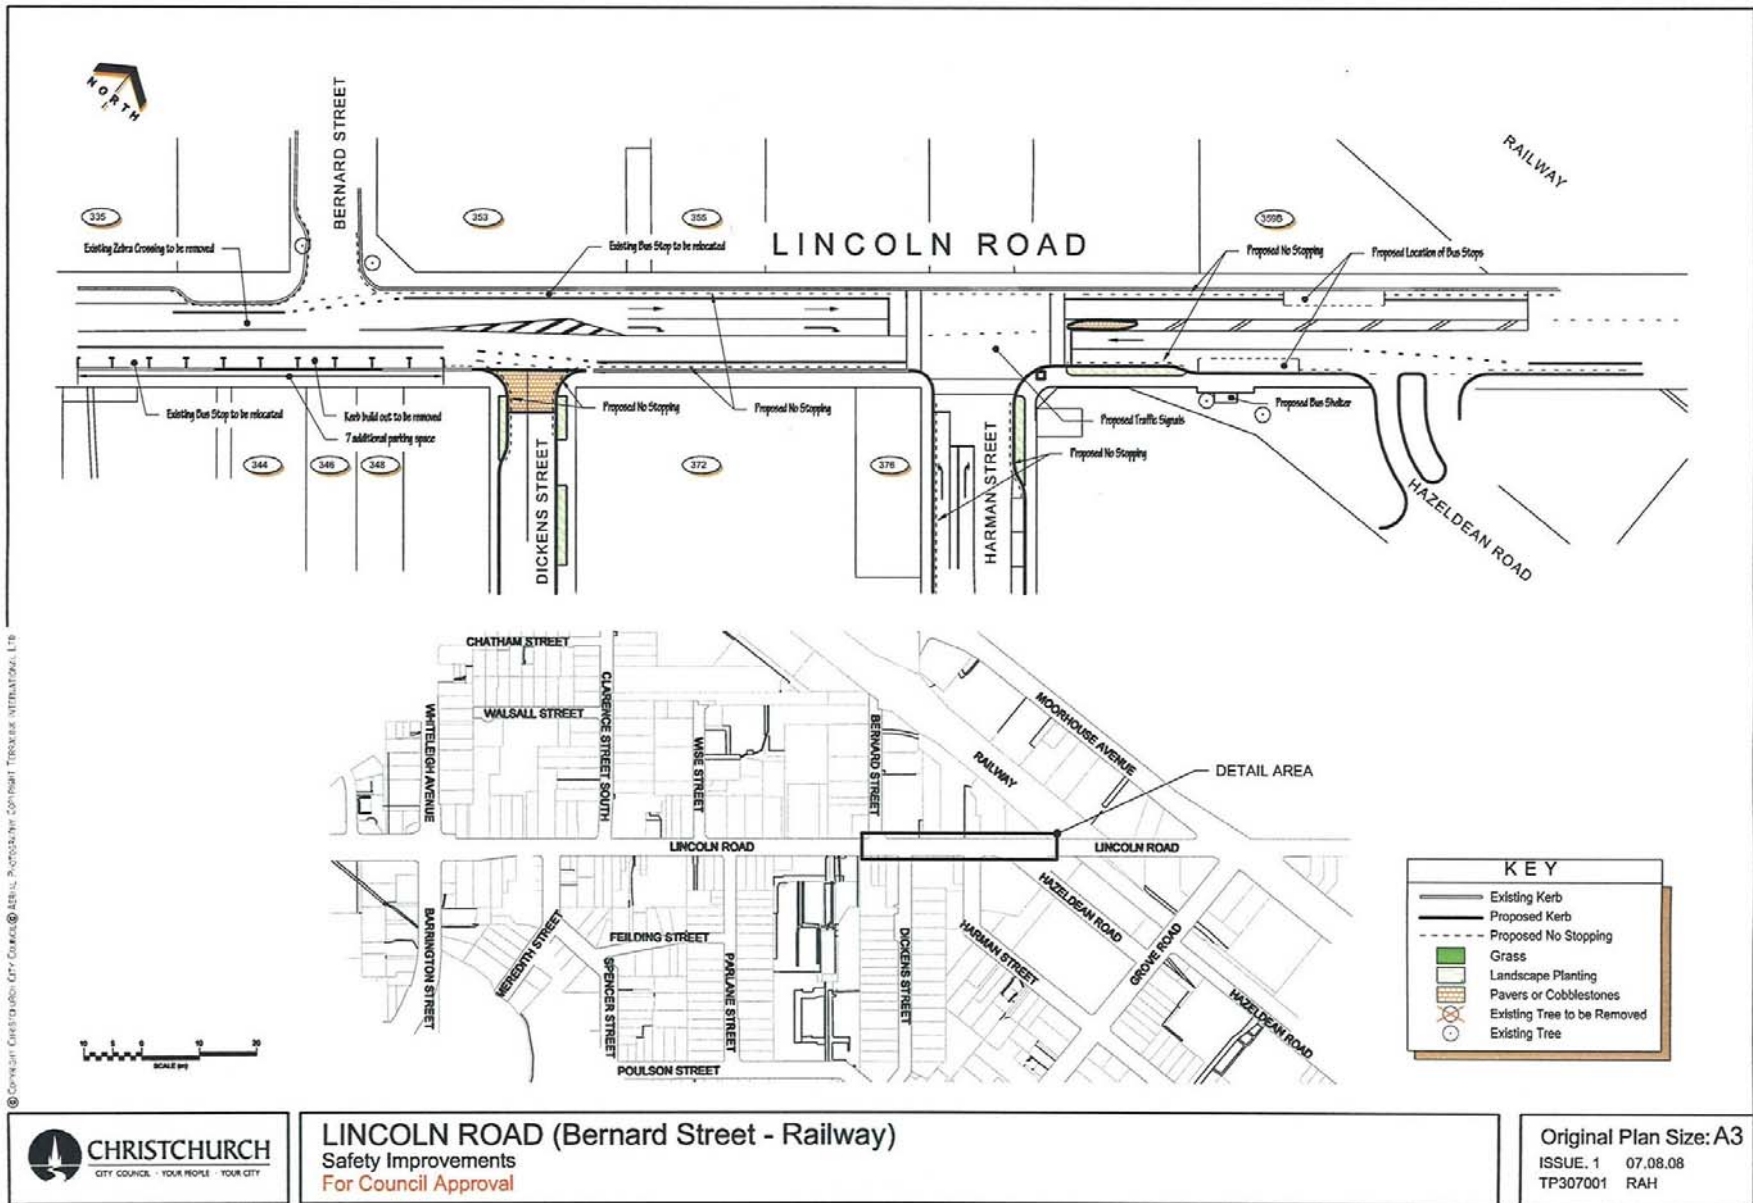 NORTH
BERNARD STREET
RAILWAY
335
353
355
359B
LINCOLN ROAD
Existing Zebra Crossing to be removed
Existing Bus Stop to be relocated
Proposed No Stopping
Proposed Location of Bus Stops
Existing Bus Stop to be relocated
Kerb build out to be removed
7 additional parking space
Proposed No Stopping
Proposed No Stopping
Proposed Traffic Signals
Proposed Bus Shelter
Proposed No Stopping
344
346
348
372
376
DICKENS STREET
HARMAN STREET
HAZELDEAN ROAD
CHATHAM STREET
WALSALL STREET
WHITELEIGH AVENUE
CLARENCE STREET SOUTH
WISE STREET
BERNARD STREET
RAILWAY
MOORHOUSE AVENUE
DETAIL AREA
LINCOLN ROAD
LINCOLN ROAD
BARRINGTON STREET
MEREDITH STREET
FEILDING STREET
SPENCER STREET
PARLANE STREET
DICKENS STREET
HARMAN STREET
HAZELDEAN ROAD
GROVE ROAD
HAZELDEAN ROAD
POULSON STREET
KEY
Existing Kerb
Proposed Kerb
Proposed No Stopping
Grass
Landscape Planting
Pavers or Cobblestones
Existing Tree to be Removed
Existing Tree
10 5 0 10 20
SCALE (m)
CHRISTCHURCH
CITY COUNCIL · YOUR PEOPLE · YOUR CITY
LINCOLN ROAD (Bernard Street - Railway)
Safety Improvements
For Council Approval
Original Plan Size: A3
ISSUE. 1 07.08.08
TP307001 RAH